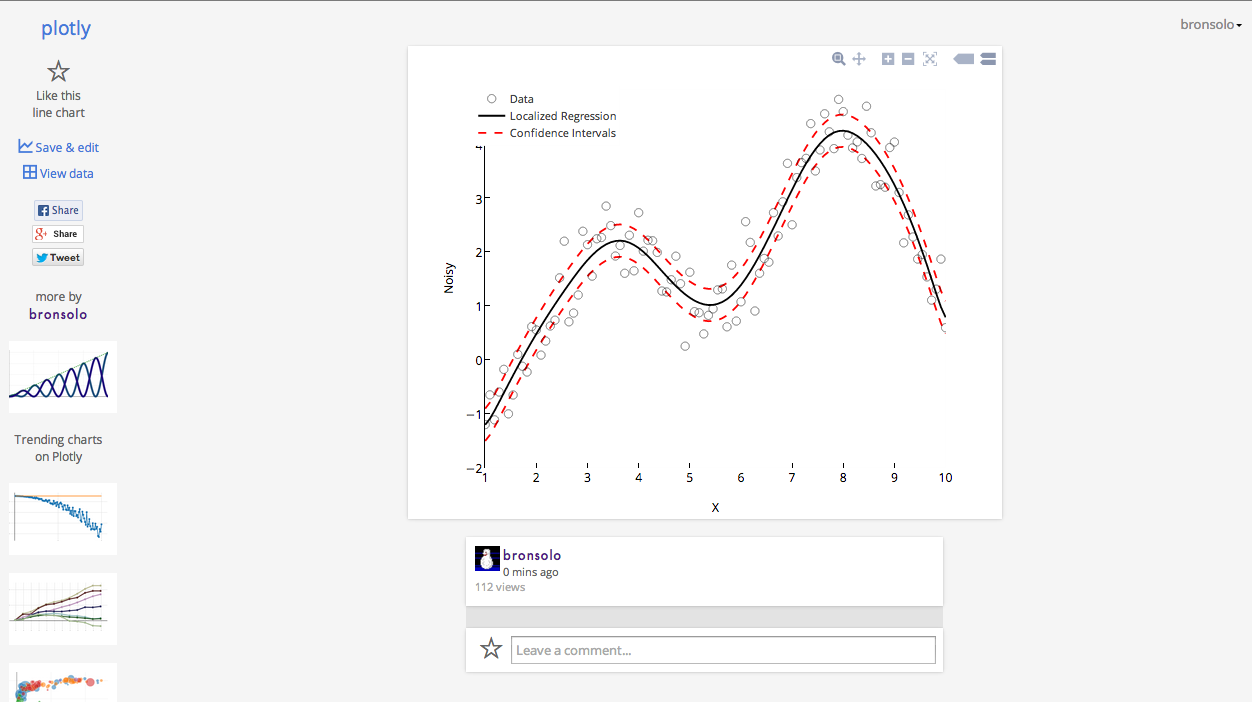 plotly
bronsolo
Like this
line chart
Save & edit
View data
Share
Share
Tweet
more by
bronsolo
Trending charts
on Plotly
Data
Localized Regression
Confidence Intervals
4
3
2
1
0
−1
−2
Noisy
1 2 3 4 5 6 7 8 9 10
X
bronsolo
0 mins ago
112 views
Leave a comment...